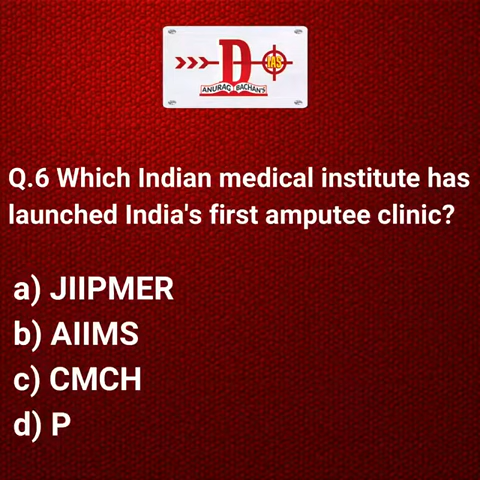 D
IAS
ANURAG BACHAN'S
Q.6 Which Indian medical institute has
launched India's first amputee clinic?
a) JIIPMER
b) AIIMS
c) CMCH
d) P